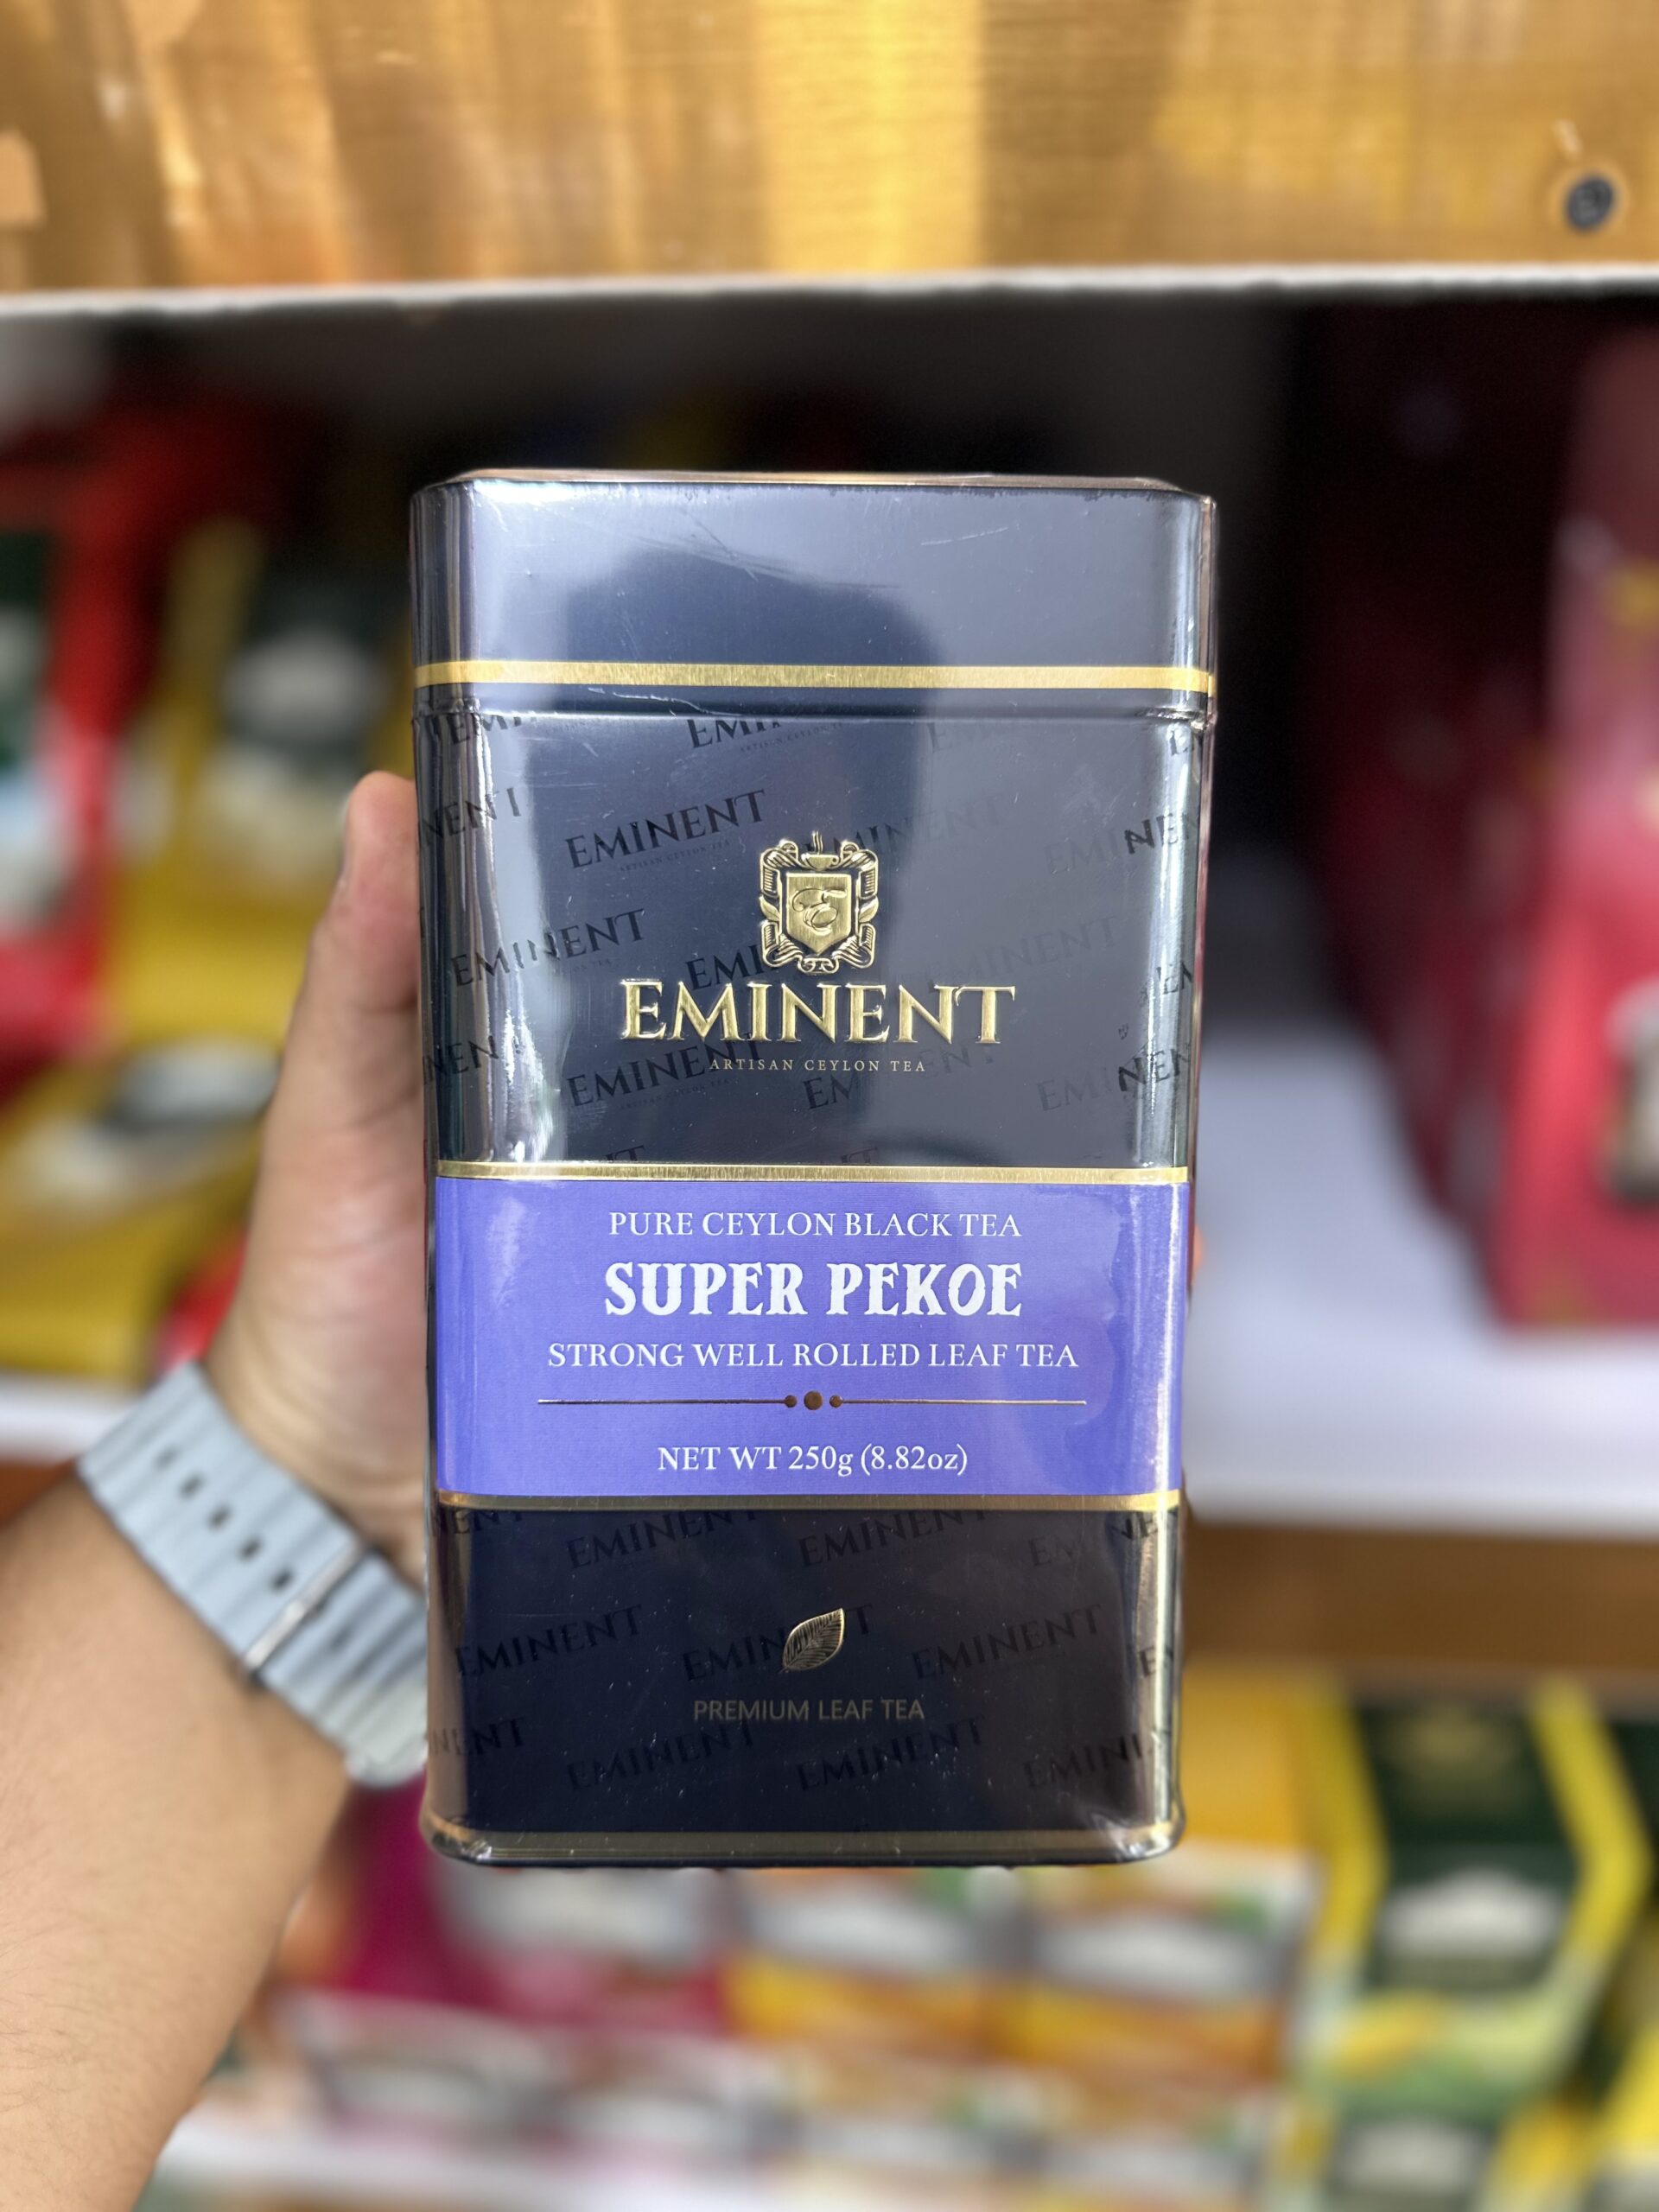 EMINENT
ARTISAN CEYLON TEA
PURE CEYLON BLACK TEA
SUPER PEKOE
STRONG WELL ROLLED LEAF TEA
NET WT 250g (8.82oz)
PREMIUM LEAF TEA